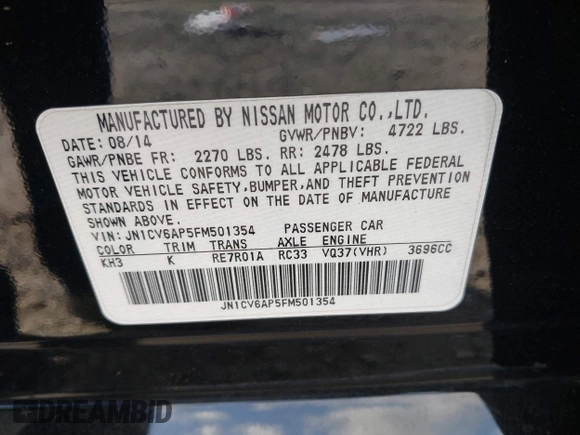 MANUFACTURED BY NISSAN MOTOR CO.,LTD.
DATE: 08/14 GVWR/PNBV: 4722 LBS.
GAWR/PNBE FR: 2270 LBS. RR: 2478 LBS.
THIS VEHICLE CONFORMS TO ALL APPLICABLE FEDERAL
MOTOR VEHICLE SAFETY,BUMPER,AND THEFT PREVENTION
STANDARDS IN EFFECT ON THE DATE OF MANUFACTURE
SHOWN ABOVE.
VIN: JN1CV6AP5FM501354 PASSENGER CAR
COLOR TRIM TRANS AXLE ENGINE
KH3 K RE7R01A RC33 VQ37(VHR) 3696CC
JN1CV6AP5FM501354
DREAMBID